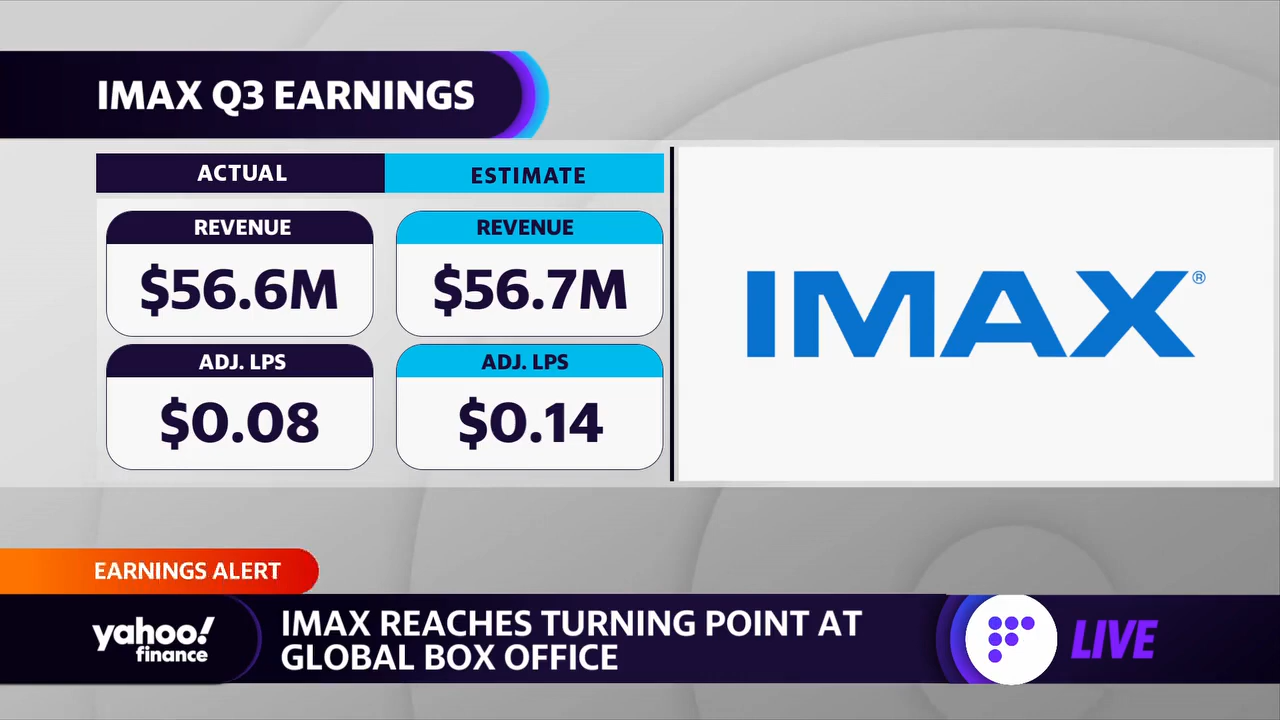 IMAX Q3 EARNINGS
ACTUAL
ESTIMATE
REVENUE
REVENUE
$56.6M
$56.7M
ADJ. LPS
ADJ. LPS
$0.08
$0.14
IMAX®
EARNINGS ALERT
yahoo!
finance
IMAX REACHES TURNING POINT AT
GLOBAL BOX OFFICE
LIVE